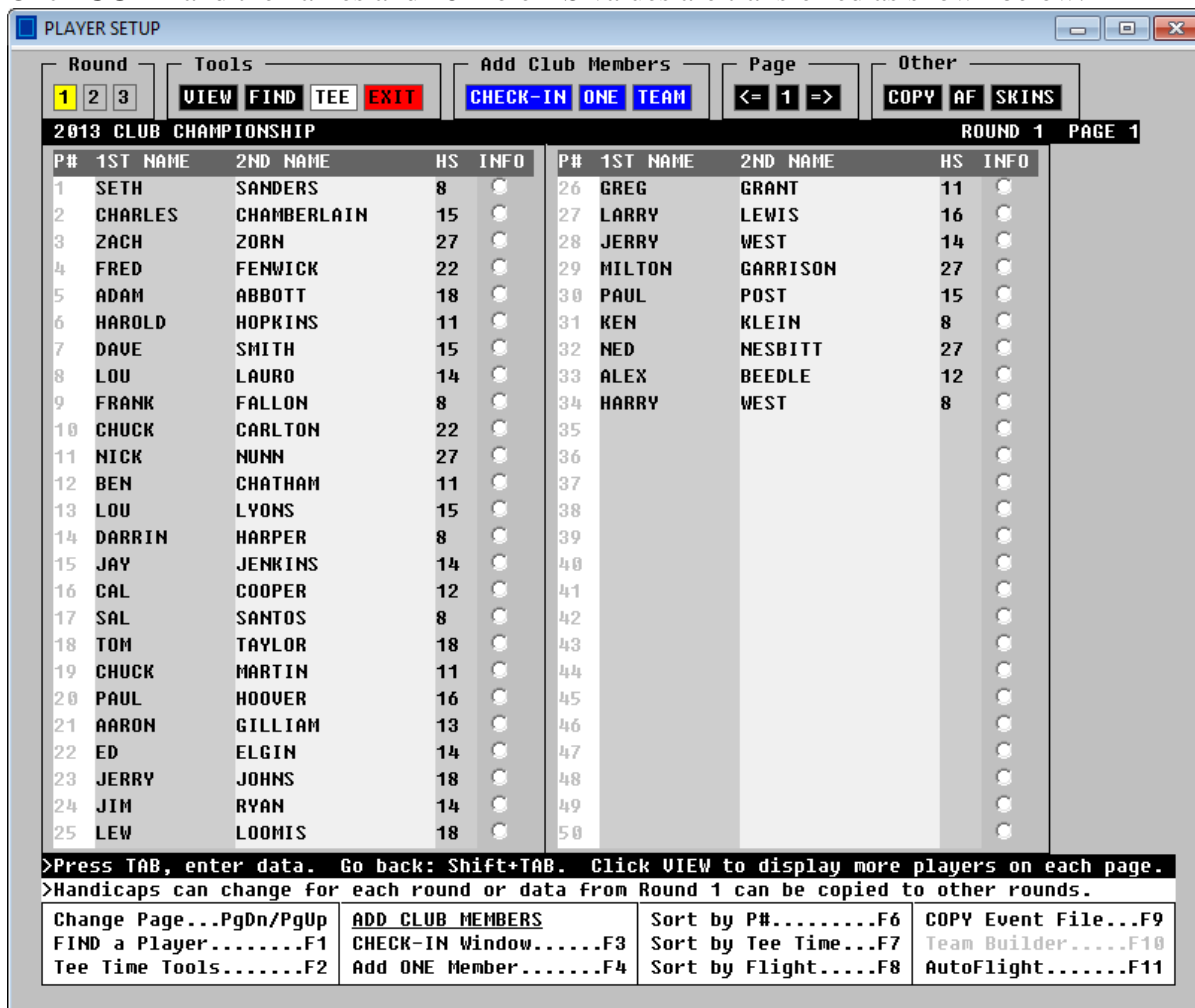 PLAYER SETUP
Round Tools Add Club Members Page Other
1 2 3 VIEW FIND TEE EXIT CHECK-IN ONE TEAM <= 1 => COPY AF SKINS
2013 CLUB CHAMPIONSHIP ROUND 1 PAGE 1
P# 1ST NAME 2ND NAME HS INFO P# 1ST NAME 2ND NAME HS INFO
1 SETH SANDERS 8 26 GREG GRANT 11
2 CHARLES CHAMBERLAIN 15 27 LARRY LEWIS 16
3 ZACH ZORN 27 28 JERRY WEST 14
4 FRED FENWICK 22 29 MILTON GARRISON 27
5 ADAM ABBOTT 18 30 PAUL POST 15
6 HAROLD HOPKINS 11 31 KEN KLEIN 8
7 DAVE SMITH 15 32 NED NESBITT 27
8 LOU LAURO 14 33 ALEX BEEDLE 12
9 FRANK FALLON 8 34 HARRY WEST 8
10 CHUCK CARLTON 22 35
11 NICK NUNN 27 36
12 BEN CHATHAM 11 37
13 LOU LYONS 15 38
14 DARRIN HARPER 8 39
15 JAY JENKINS 14 40
16 CAL COOPER 12 41
17 SAL SANTOS 8 42
18 TOM TAYLOR 18 43
19 CHUCK MARTIN 11 44
20 PAUL HOOVER 16 45
21 AARON GILLIAM 13 46
22 ED ELGIN 14 47
23 JERRY JOHNS 18 48
24 JIM RYAN 14 49
25 LEW LOOMIS 18 50
>Press TAB, enter data. Go back: Shift+TAB. Click VIEW to display more players on each page.
>Handicaps can change for each round or data from Round 1 can be copied to other rounds.
Change Page...PgDn/PgUp ADD CLUB MEMBERS Sort by P#.........F6 COPY Event File...F9
FIND a Player........F1 CHECK-IN Window......F3 Sort by Tee Time...F7 Team Builder.....F10
Tee Time Tools.......F2 Add ONE Member.......F4 Sort by Flight.....F8 AutoFlight.......F11